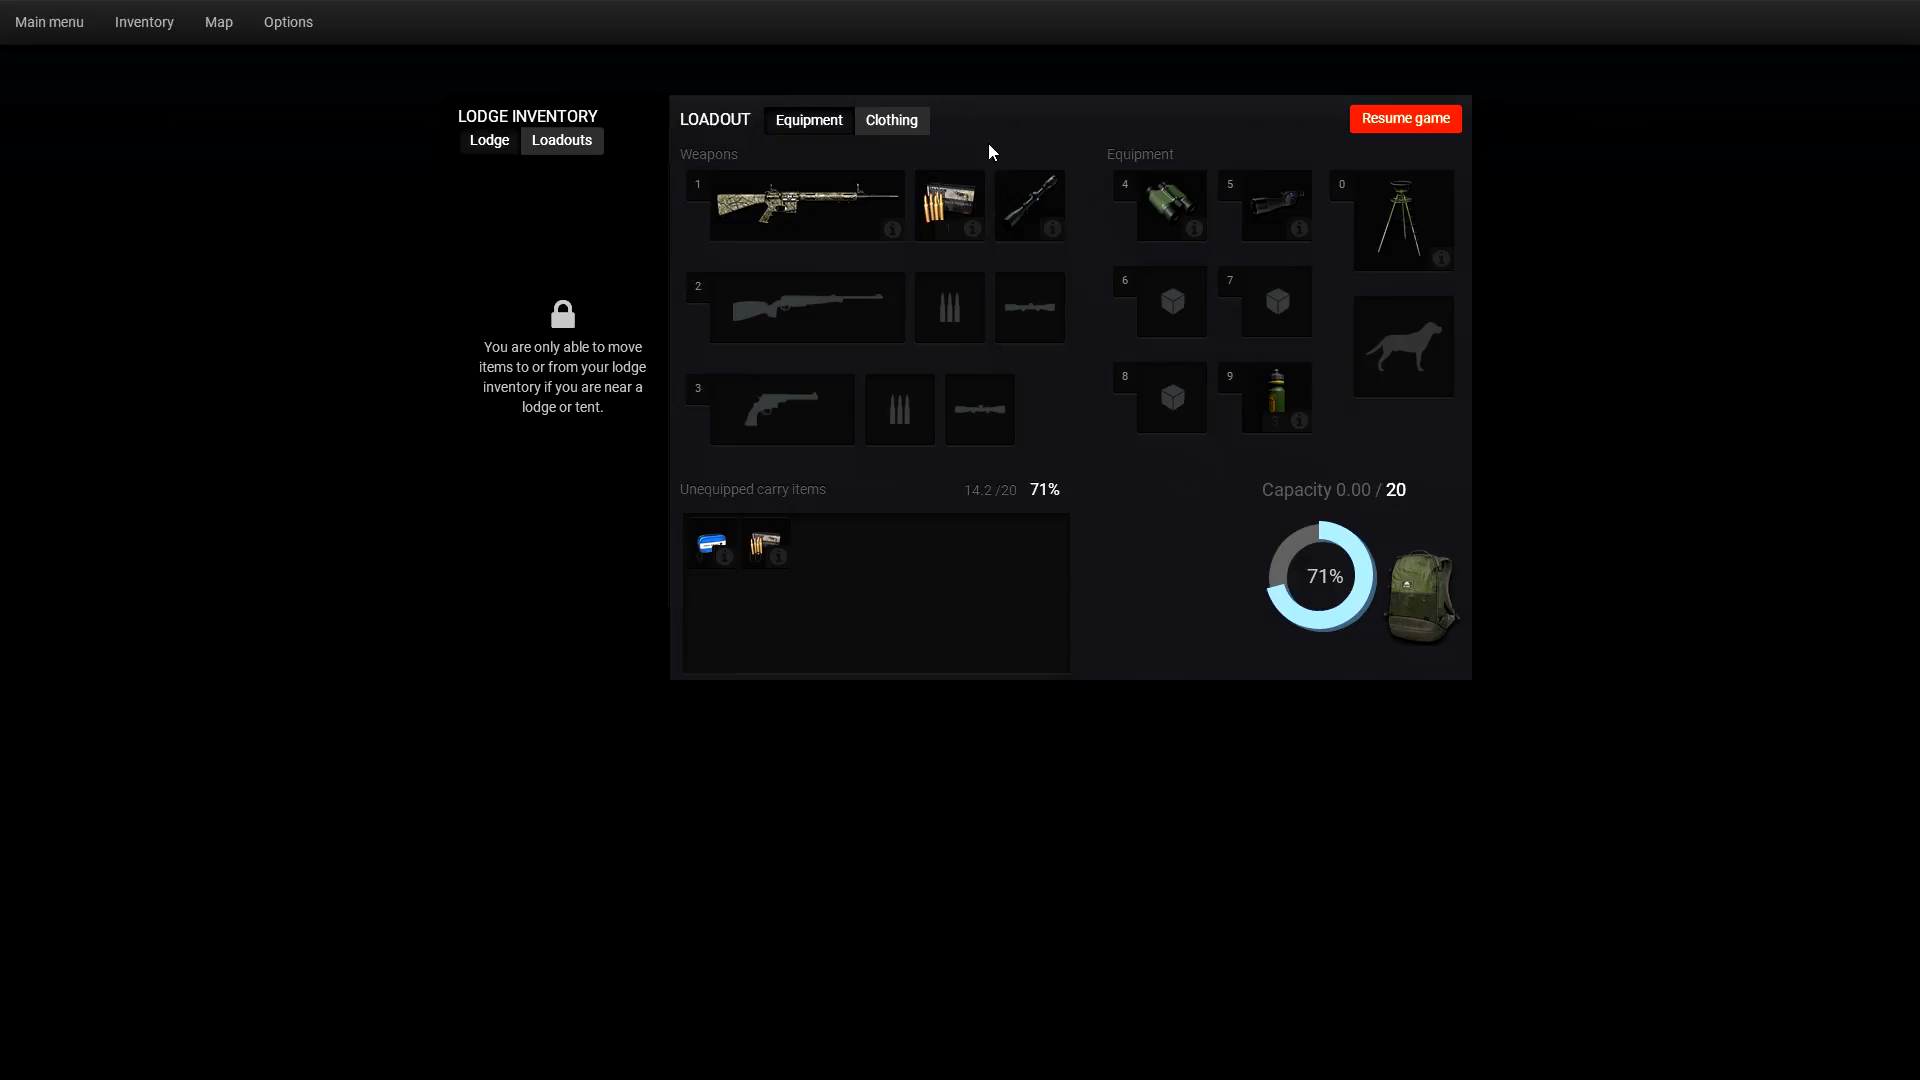 Main menu
Inventory
Map
Options
LODGE INVENTORY
Lodge
Loadouts
You are only able to move
items to or from your lodge
inventory if you are near a
lodge or tent.
LOADOUT
Equipment
Clothing
Resume game
Weapons
1
1
2
3
Equipment
4
5
0
6
7
8
9
3
Unequipped carry items
14.2 /20
71%
Capacity 0.00 / 20
71%